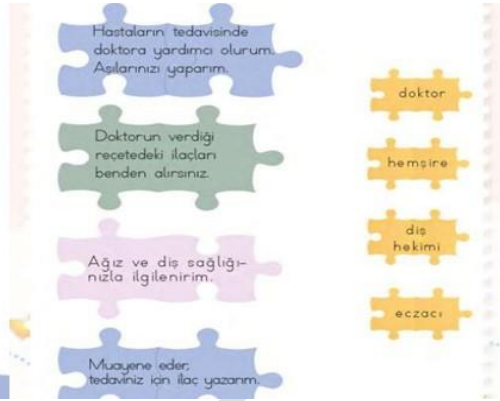 Hastaların tedavisinde
doktora yardımcı olurum.
Aşılarınızı yaparım.
Doktorun verdiği
reçetedeki ilaçları
benden alırsınız.
Ağız ve diş sağlığı-
nızla ilgilenirim.
Muayene eder,
tedaviniz için ilaç yazarım.
doktor
hemşire
diş
hekimi
eczacı